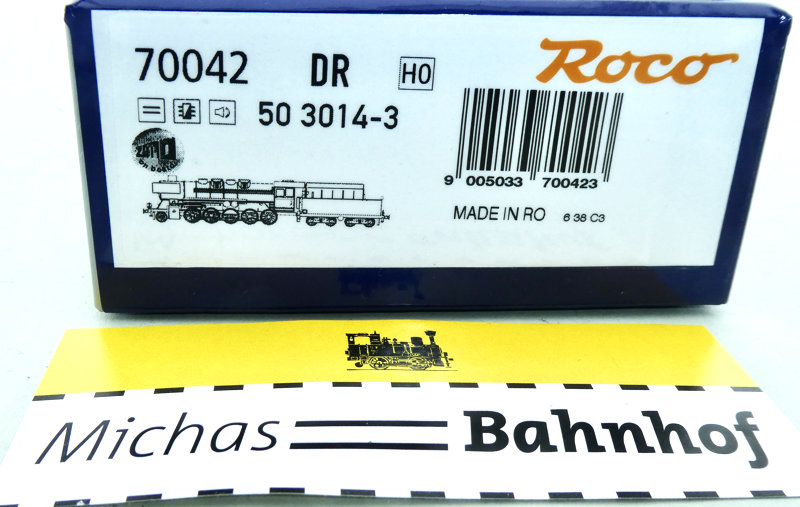 70042 DR H0 Roco
50 3014-3
9 005033 700423
MADE IN RO 6 38 C3
Michas Bahnhof